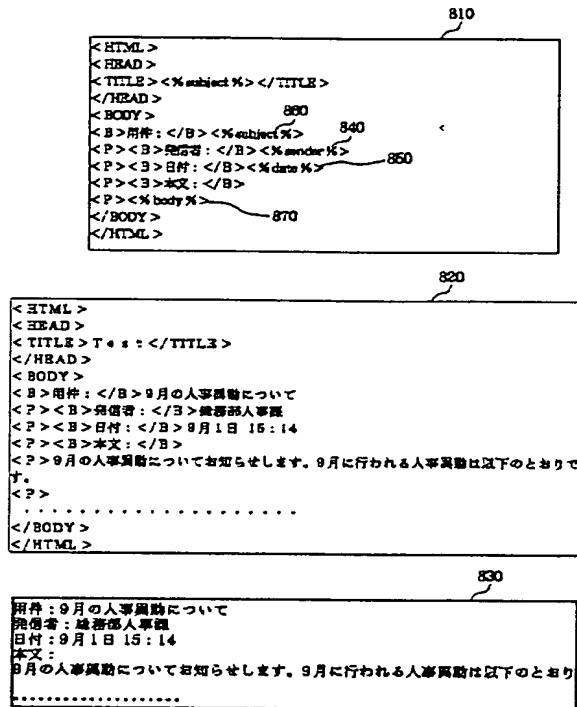 810
<HTML>
<HEAD>
<TITLE><%subject%></TITLE>
</HEAD>
<BODY>
860
<B>用件：</B><%subject%>
840
<P><B>発信者：</B><%sender%>
<P><B>日付：</B><%date%>
850
<P><B>本文：</B>
<P><%body%>
870
</BODY>
</HTML>
820
<HTML>
<HEAD>
<TITLE>Test</TITLE>
</HEAD>
<BODY>
<B>用件：</B>9月の人事異動について
<P><B>発信者：</B>総務部人事課
<P><B>日付：</B>9月1日 15：14
<P><B>本文：</B>
<P>9月の人事異動についてお知らせします。9月に行われる人事異動は以下のとおりで
す。
<P>
・・・・・・・・・・・・・・・・・・・・・
</BODY>
</HTML>
830
用件：9月の人事異動について
発信者：総務部人事課
日付：9月1日 15：14
本文：
9月の人事異動についてお知らせします。9月に行われる人事異動は以下のとおり
・・・・・・・・・・・・・・・・・・・